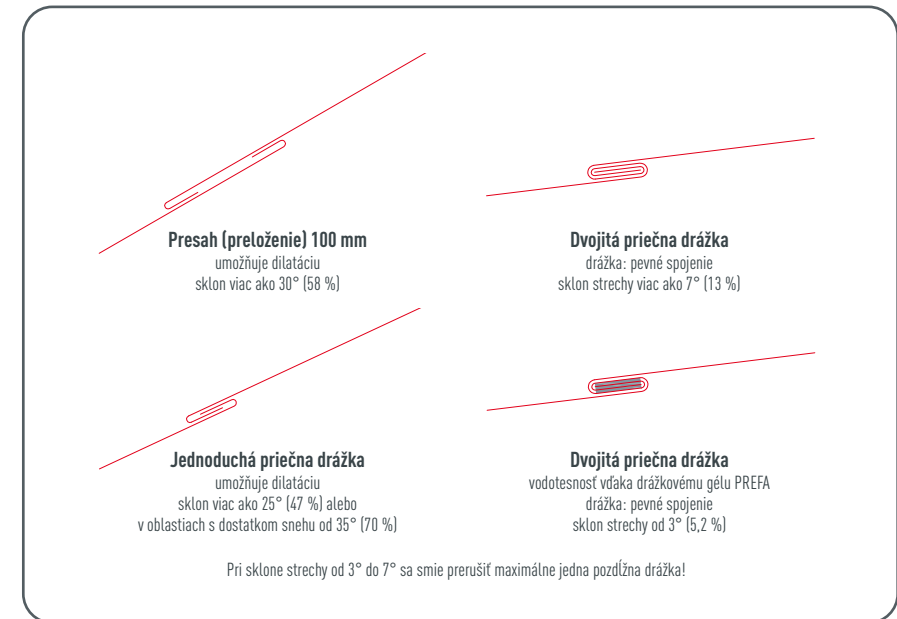 Presah (preloženie) 100 mm
umožňuje dilatáciu
sklon viac ako 30° (58 %)
Dvojitá priečna drážka
drážka: pevné spojenie
sklon strechy viac ako 7° (13 %)
Jednoduchá priečna drážka
umožňuje dilatáciu
sklon viac ako 25° (47 %) alebo
v oblastiach s dostatkom snehu od 35° (70 %)
Dvojitá priečna drážka
vodotesnosť vďaka drážkovému gélu PREFA
drážka: pevné spojenie
sklon strechy od 3° (5,2 %)
Pri sklone strechy od 3° do 7° sa smie prerušiť maximálne jedna pozdĺžna drážka!